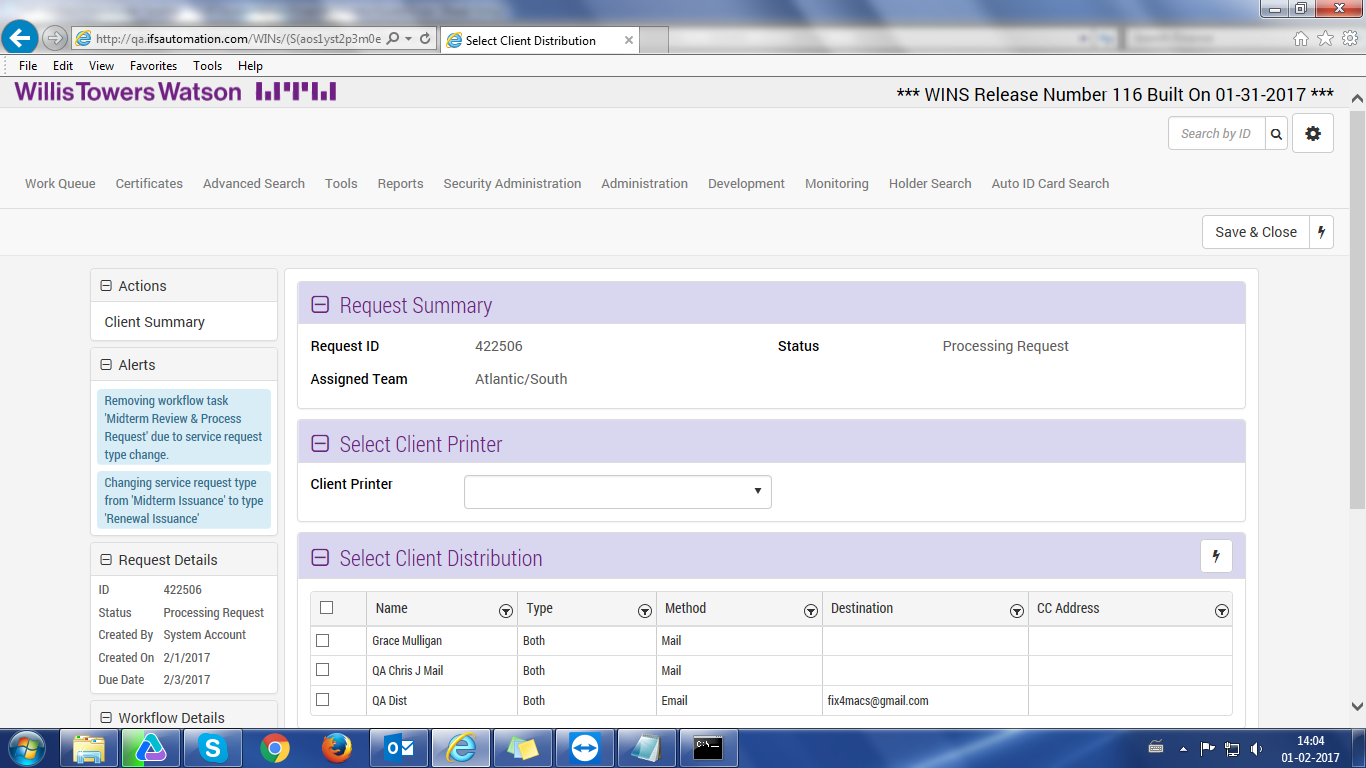 http://qa.ifsautomation.com/WINs/(S(aos1yst2p3m0e
Select Client Distribution
File Edit View Favorites Tools Help
WillisTowersWatson
*** WINS Release Number 116 Built On 01-31-2017 ***
Search by ID
Work Queue Certificates Advanced Search Tools Reports Security Administration Administration Development Monitoring Holder Search Auto ID Card Search
Save & Close
Actions
Client Summary
Alerts
Removing workflow task
'Midterm Review & Process
Request' due to service request
type change.
Changing service request type
from 'Midterm Issuance' to type
'Renewal Issuance'
Request Details
ID 422506
Status Processing Request
Created By System Account
Created On 2/1/2017
Due Date 2/3/2017
Workflow Details
Request Summary
Request ID 422506 Status Processing Request
Assigned Team Atlantic/South
Select Client Printer
Client Printer
Select Client Distribution
Name Type Method Destination CC Address
Grace Mulligan Both Mail
QA Chris J Mail Both Mail
QA Dist Both Email fix4macs@gmail.com
14:04
01-02-2017